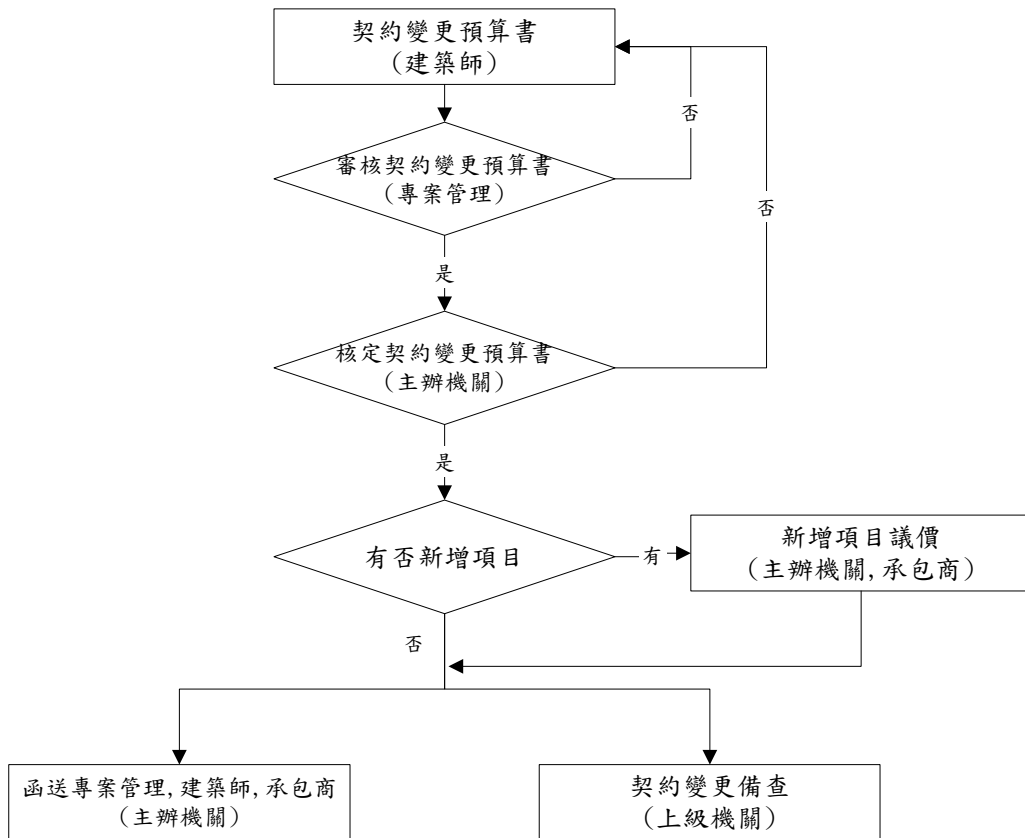 契約變更預算書
(建築師)
否
審核契約變更預算書
(專案管理)
否
是
核定契約變更預算書
(主辦機關)
是
有否新增項目
有
新增項目議價
(主辦機關,承包商)
否
函送專案管理,建築師,承包商
(主辦機關)
契約變更備查
(上級機關)